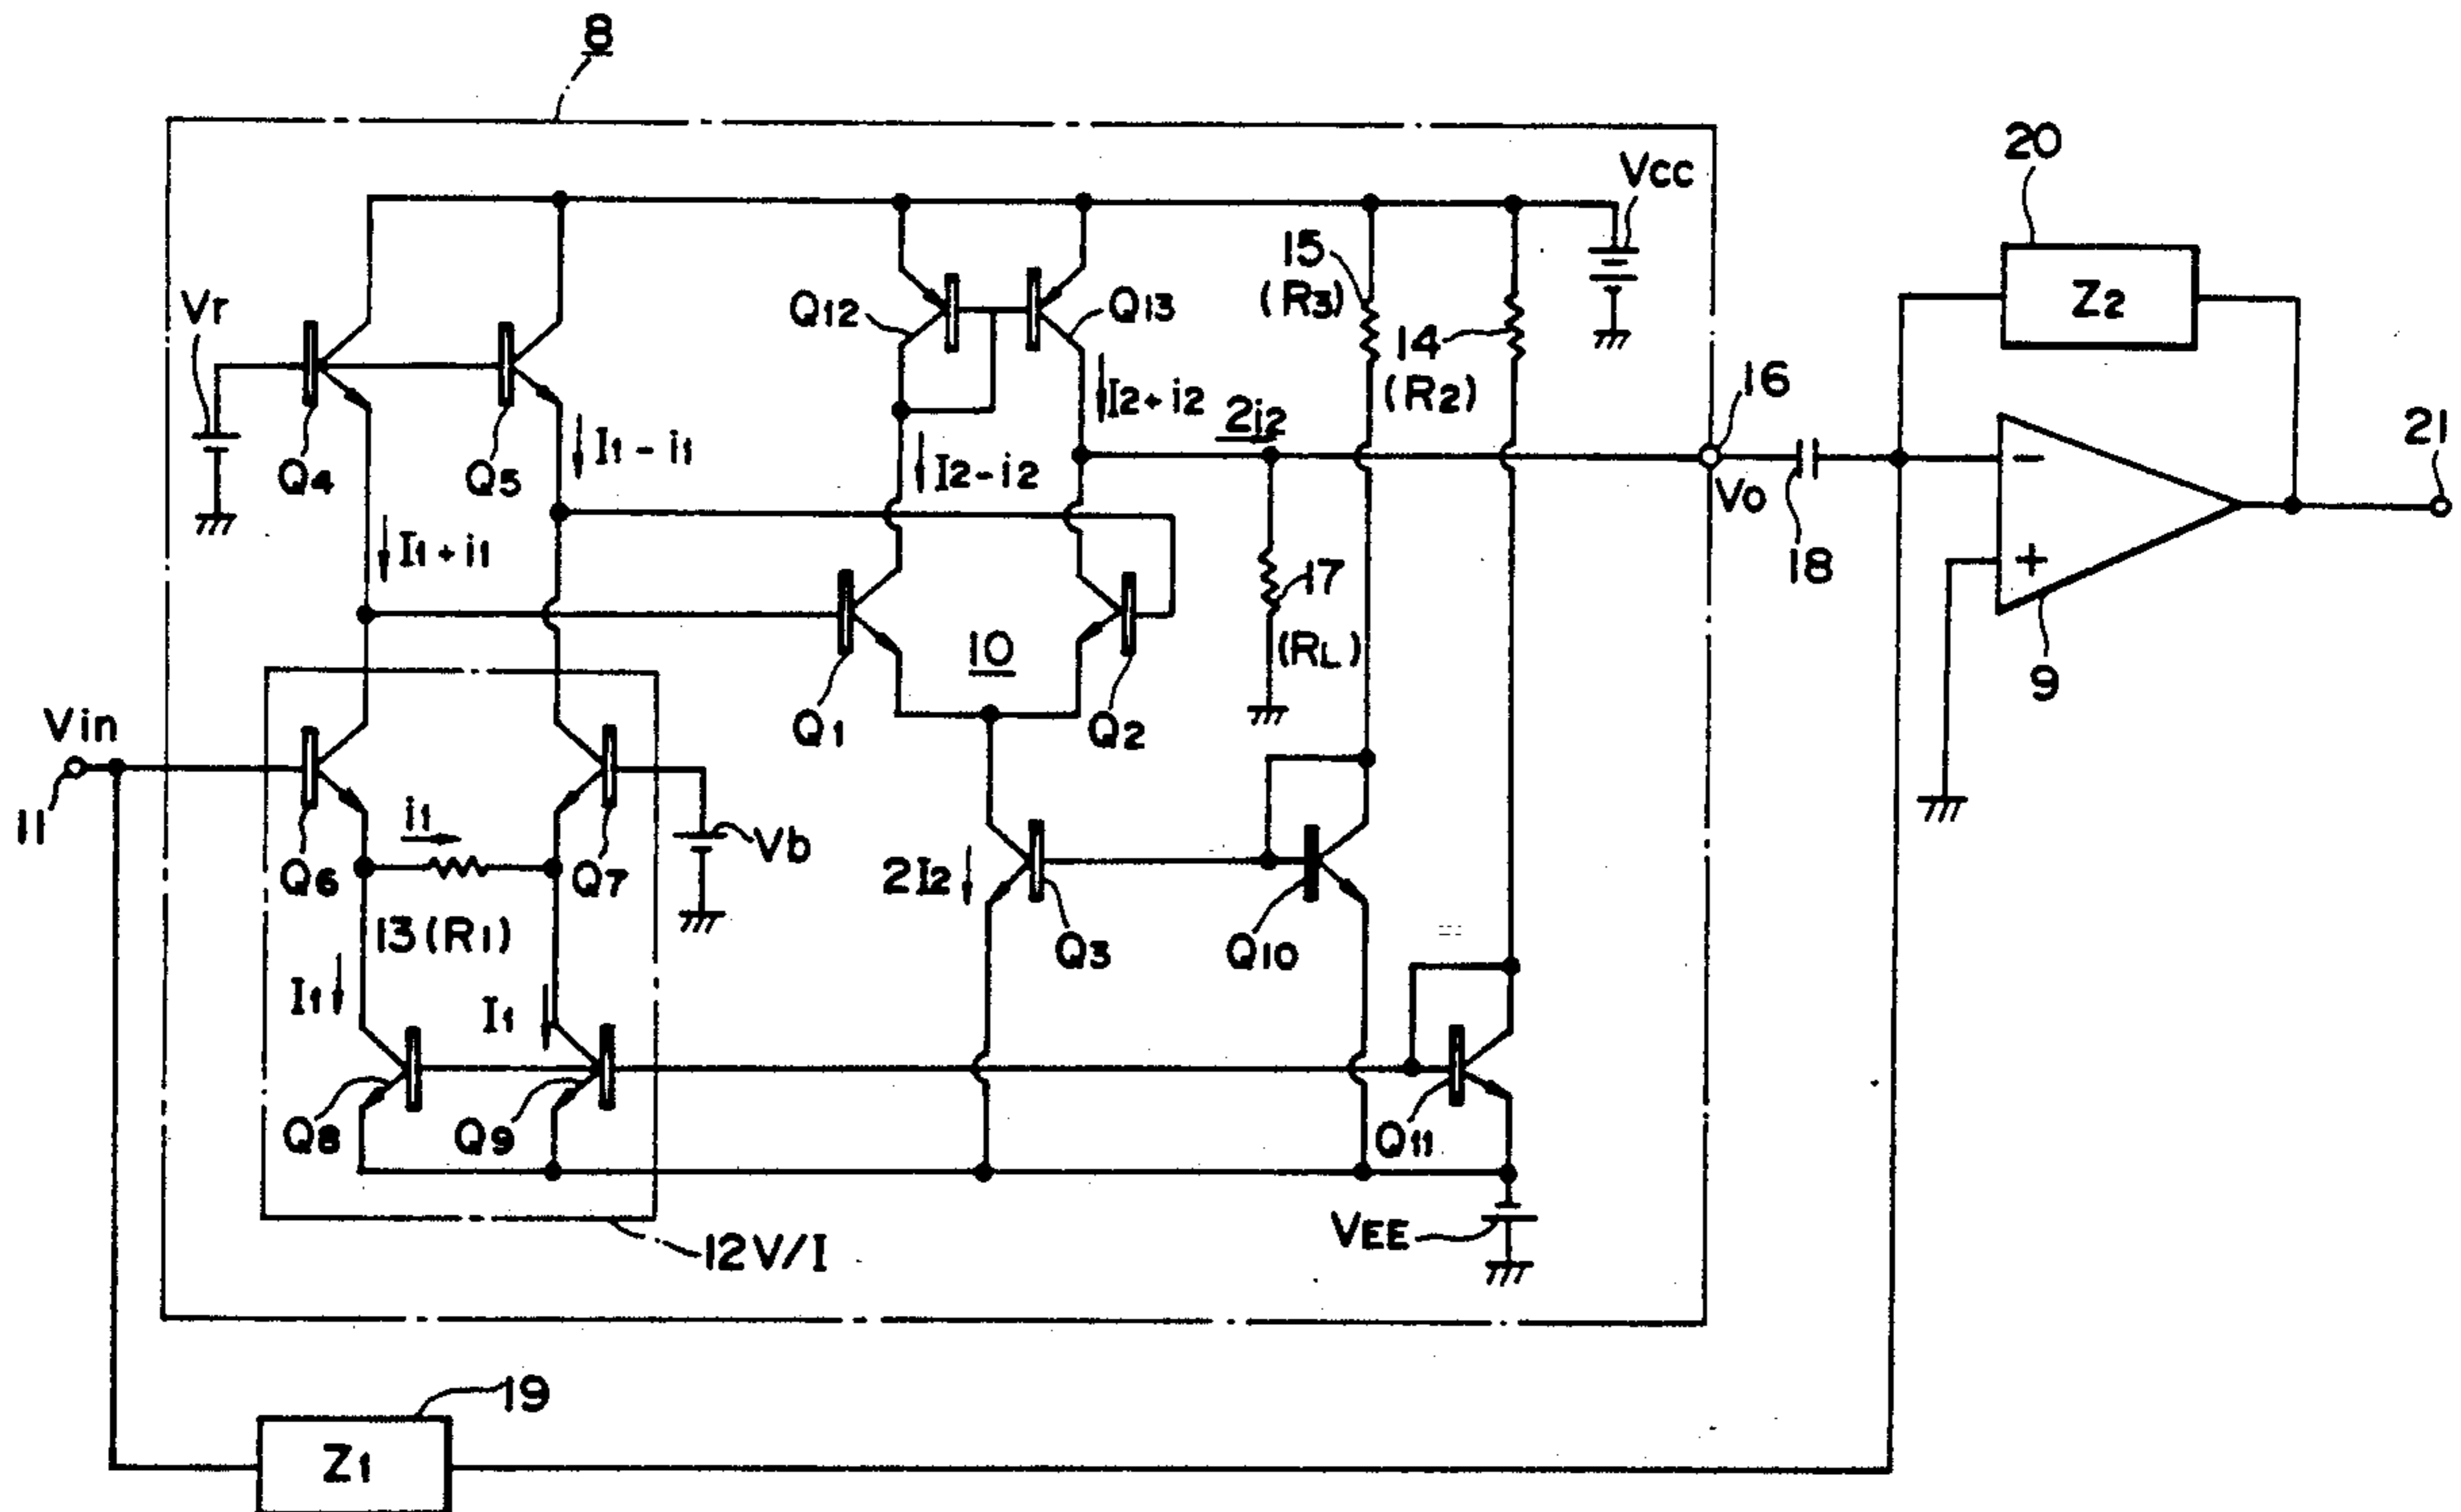 8
Vcc
20
15
(R3)
Z2
Vr
Q12
Q13
14
(R2)
16
I2+i2
2i2
21
Q4
Q5
I1-i1
I2-i2
Vo
-
I1+i1
18
17
+
10
(RL)
9
Vin
Q1
Q2
11
i1
Vb
Q6
Q7
2I2
13(R1)
Q3
Q10
I1
I1
Q8
Q9
Q11
VEE
12V/I
19
Z1